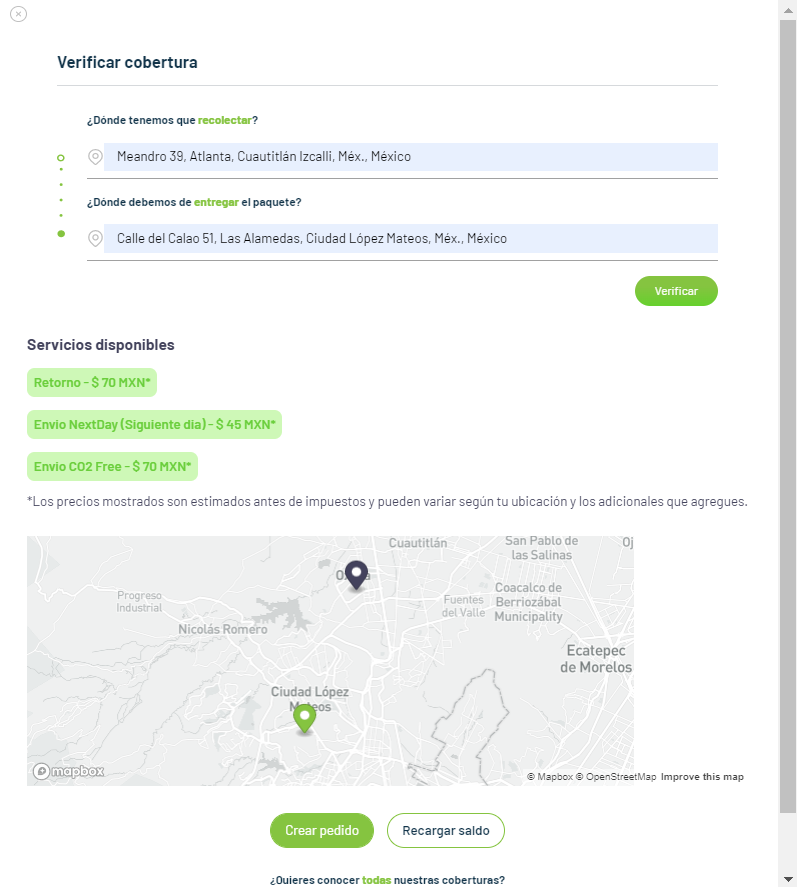 Verificar cobertura
¿Dónde tenemos que recolectar?
Meandro 39, Atlanta, Cuautitlán Izcalli, Méx., México
¿Dónde debemos de entregar el paquete?
Calle del Calao 51, Las Alamedas, Ciudad López Mateos, Méx., México
Verificar
Servicios disponibles
Retorno - $ 70 MXN*
Envio NextDay (Siguiente dia) - $ 45 MXN*
Envio CO2 Free - $ 70 MXN*
*Los precios mostrados son estimados antes de impuestos y pueden variar según tu ubicación y los adicionales que agregues.
Cuautitlán
San Pablo de
las Salinas
Oj
Progreso
Industrial
Fuentes
del Valle
Coacalco de
Berriozábal
Municipality
Nicolás Romero
Ecatepec
de Morelos
Ciudad López
Mateos
mapbox
© Mapbox © OpenStreetMap Improve this map
Crear pedido
Recargar saldo
¿Quieres conocer todas nuestras coberturas?